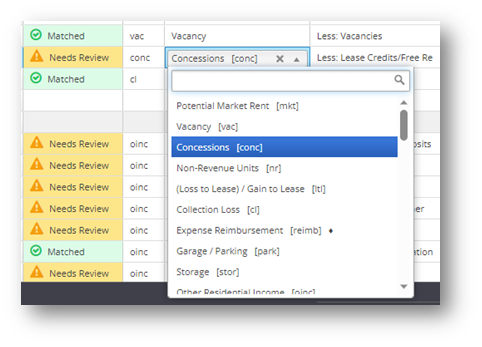 Matched vac Vacancy Less: Vacancies
Needs Review conc Concessions [conc] Less: Lease Credits/Free Re
Matched cl
Potential Market Rent [mkt]
Vacancy [vac]
Needs Review oinc Concessions [conc] osits
Needs Review oinc Non-Revenue Units [nr]
Needs Review oinc (Loss to Lease) / Gain to Lease [ltl]
Needs Review oinc Collection Loss [cl] er
Needs Review oinc Expense Reimbursement [reimb] ♦
Matched oinc Garage / Parking [park] tion
Needs Review oinc Storage [stor]
Other Residential Income [oinc]